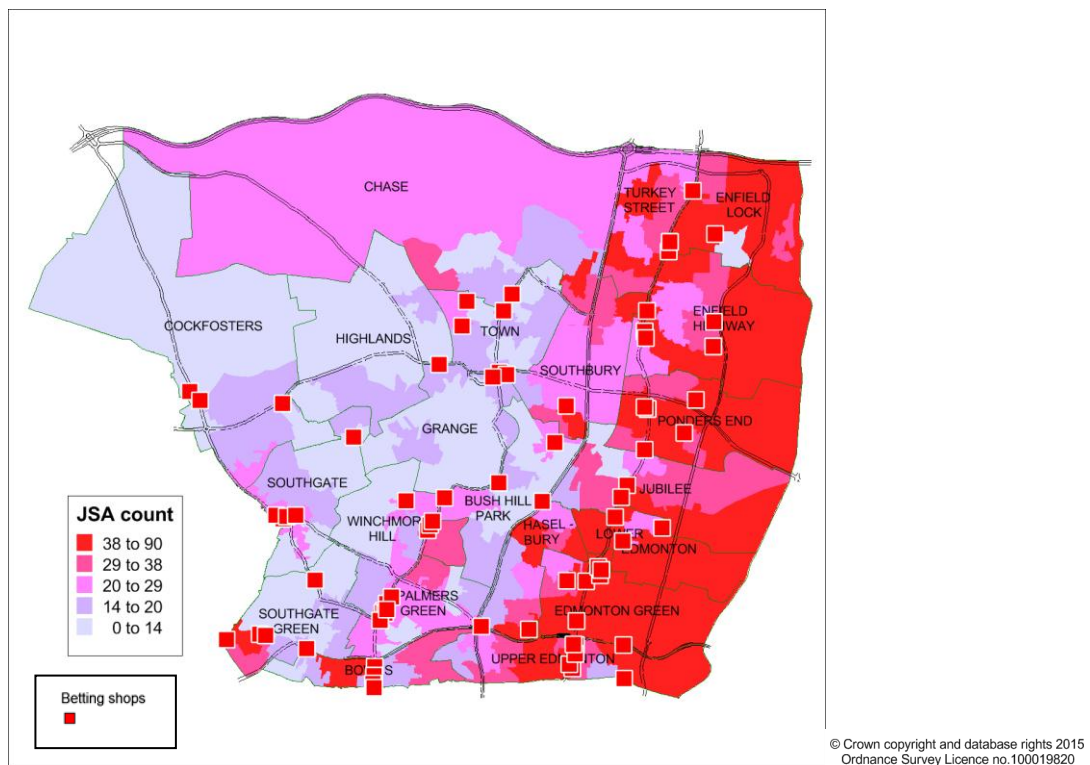 CHASE
TURKEY
STREET
ENFIELD
LOCK
COCKFOSTERS
HIGHLANDS
TOWN
ENFIELD
HIGHWAY
SOUTHBURY
GRANGE
PONDERS END
SOUTHGATE
JUBILEE
BUSH HILL
PARK
WINCHMOR
HILL
HASEL -
BURY
LOWER
EDMONTON
PALMERS
GREEN
EDMONTON GREEN
SOUTHGATE
GREEN
UPPER EDMONTON
BOWES
JSA count
38 to 90
29 to 38
20 to 29
14 to 20
0 to 14
Betting shops
© Crown copyright and database rights 2015
Ordnance Survey Licence no.100019820